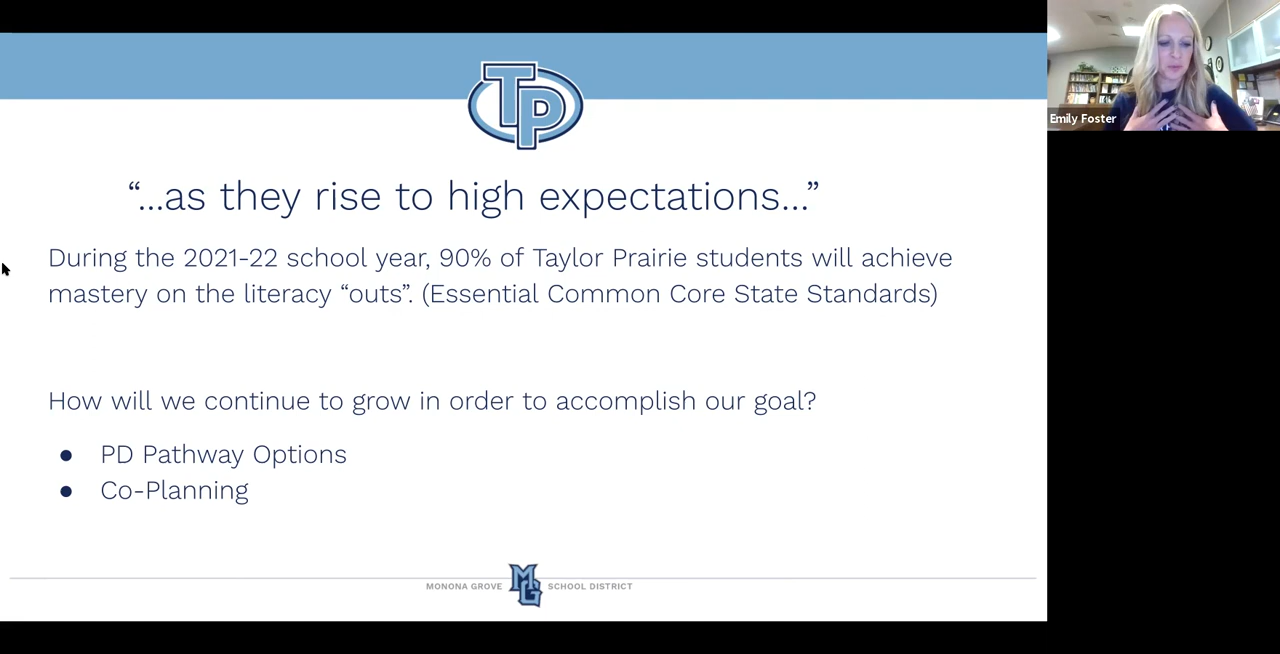 TP
“...as they rise to high expectations...”
During the 2021-22 school year, 90% of Taylor Prairie students will achieve
mastery on the literacy “outs”. (Essential Common Core State Standards)
How will we continue to grow in order to accomplish our goal?
● PD Pathway Options
● Co-Planning
MONONA GROVE MG SCHOOL DISTRICT
Emily Foster